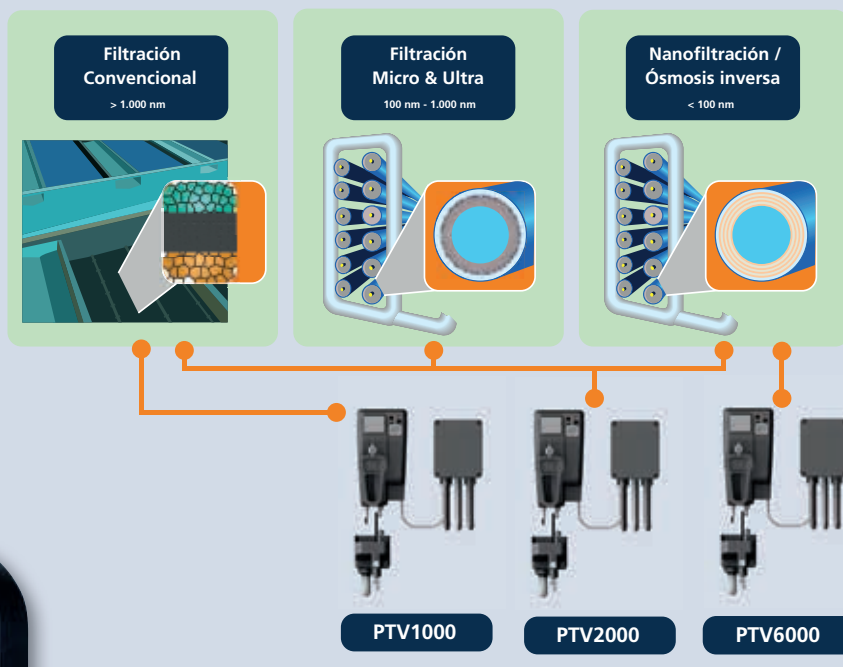 Filtración
Convencional
> 1.000 nm
Filtración
Micro & Ultra
100 nm - 1.000 nm
Nanofiltración /
Ósmosis inversa
< 100 nm
PTV1000
PTV2000
PTV6000